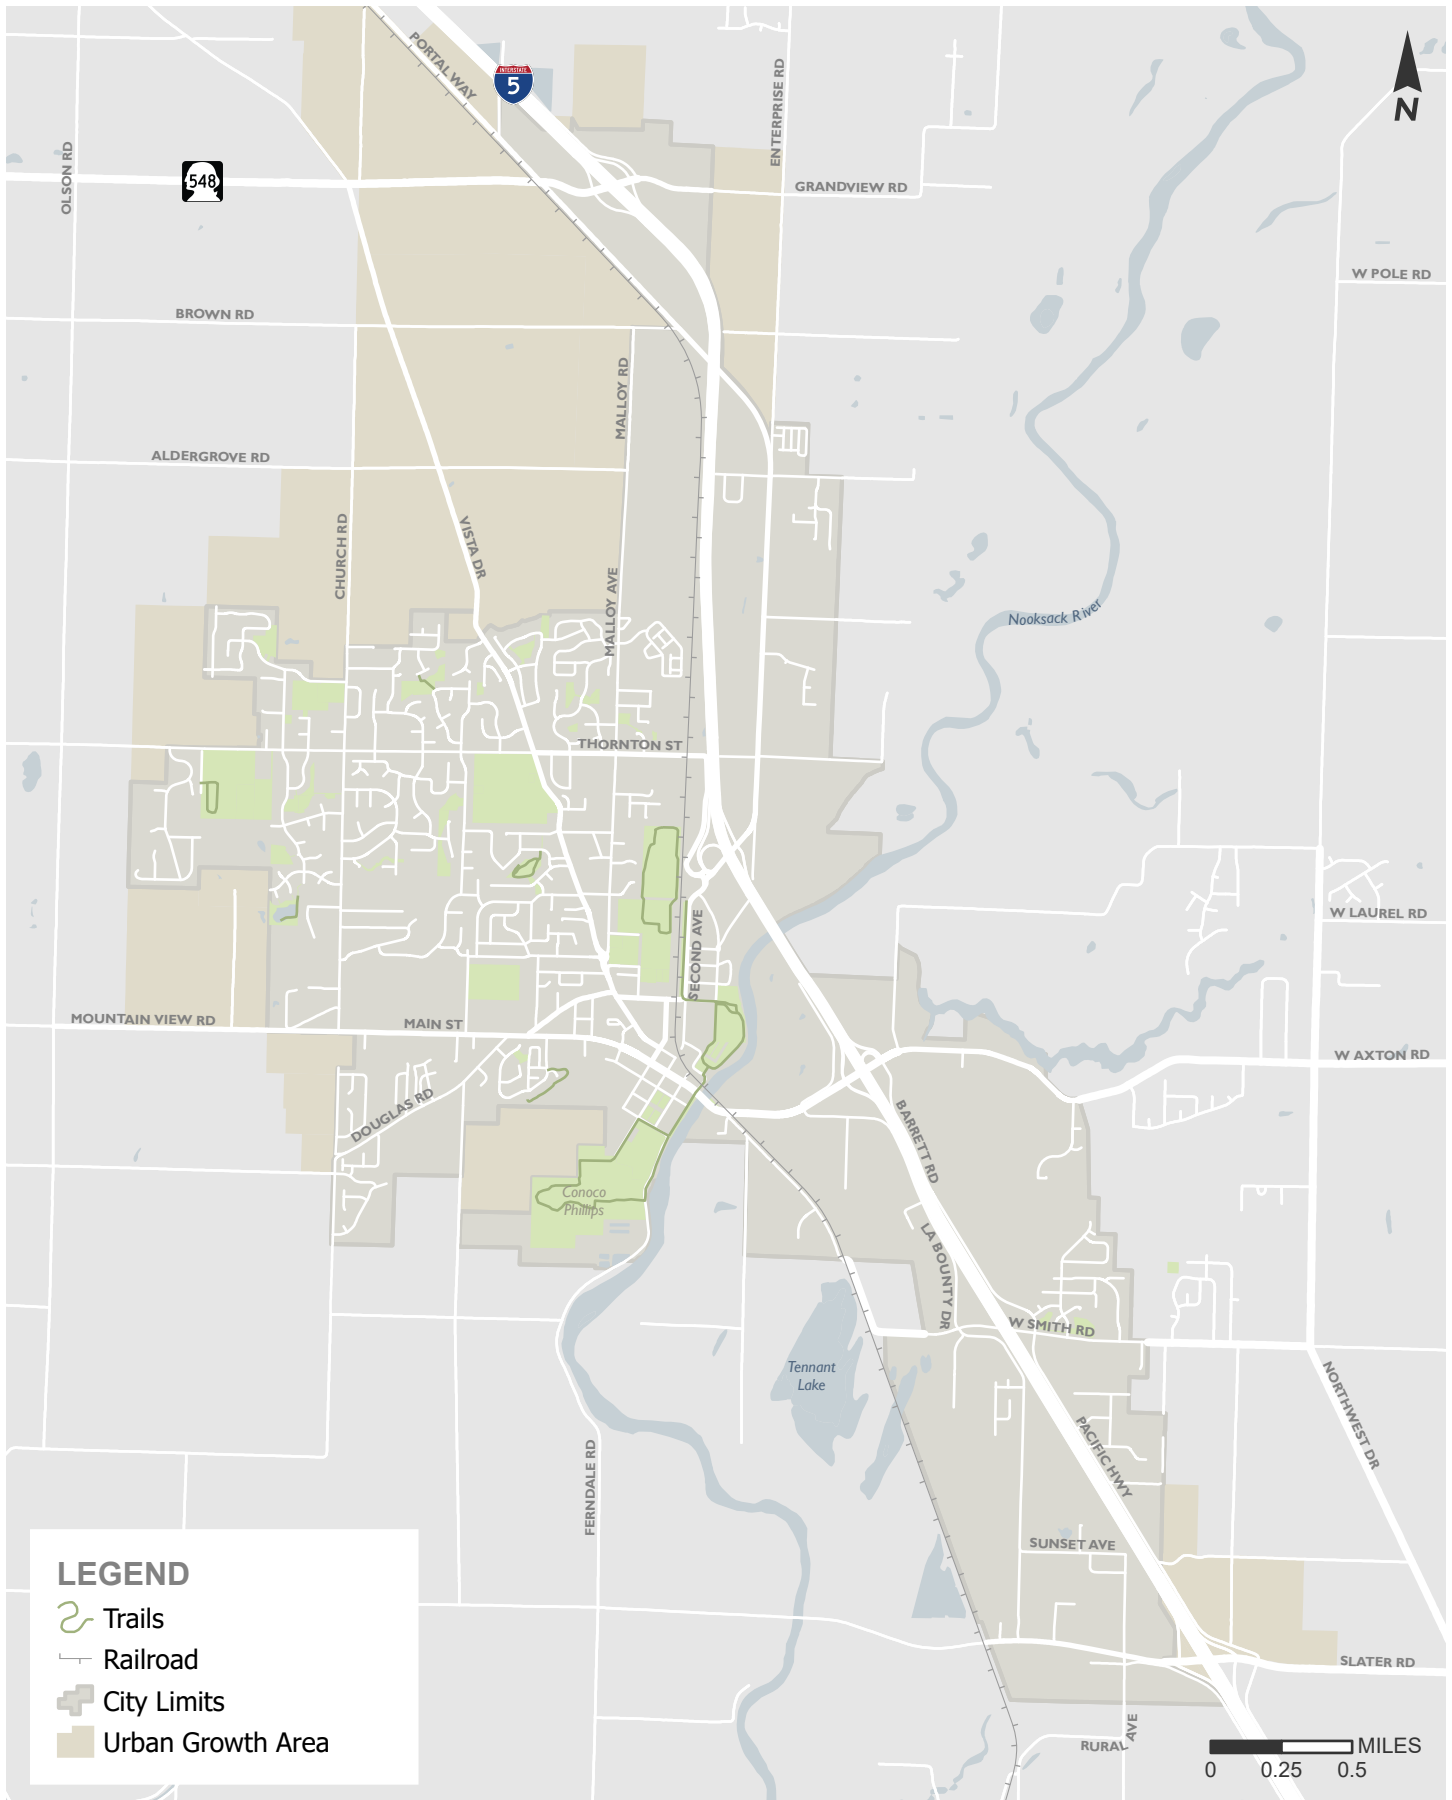 PORTAL WAY
INTERSTATE
5
ENTERPRISE RD
N
OLSON RD
548
GRANDVIEW RD
W POLE RD
BROWN RD
MALLOY RD
ALDERGROVE RD
CHURCH RD
VISTA DR
MALLOY AVE
Nooksack River
THORNTON ST
SECOND AVE
W LAUREL RD
MOUNTAIN VIEW RD
MAIN ST
W AXTON RD
DOUGLAS RD
BARRETT RD
Conoco
Phillips
LA BOUNTY DR
W SMITH RD
Tennant
Lake
NORTHWEST DR
PACIFIC HWY
FERNDALE RD
SUNSET AVE
SLATER RD
RURAL AVE
LEGEND
Trails
Railroad
City Limits
Urban Growth Area
MILES
0 0.25 0.5